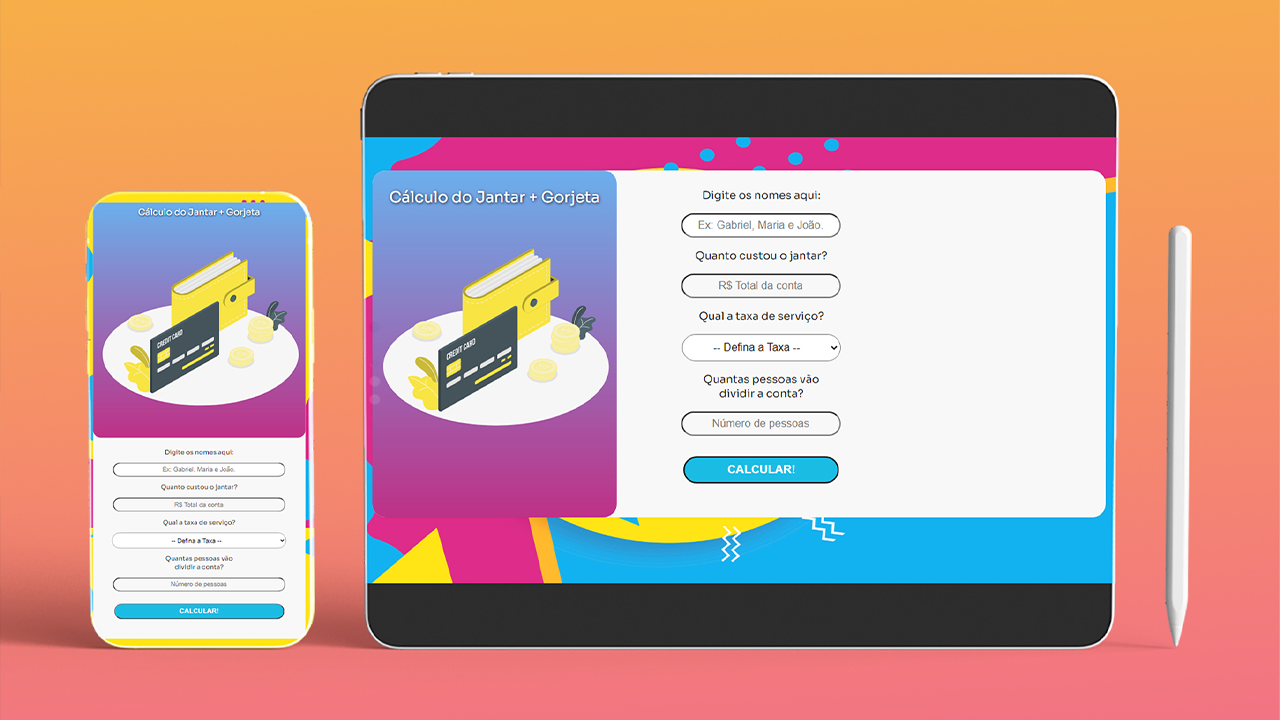 Cálculo do Jantar + Gorjeta
CREDIT CARD
Digite os nomes aqui:
Ex: Gabriel, Maria e João.
Quanto custou o jantar?
R$ Total da conta
Qual a taxa de serviço?
-- Defina a Taxa --
Quantas pessoas vão
dividir a conta?
Número de pessoas
CALCULAR!
Cálculo do Jantar + Gorjeta
CREDIT CARD
Digite os nomes aqui:
Ex: Gabriel, Maria e João.
Quanto custou o jantar?
R$ Total da conta
Qual a taxa de serviço?
-- Defina a Taxa --
Quantas pessoas vão
dividir a conta?
Número de pessoas
CALCULAR!